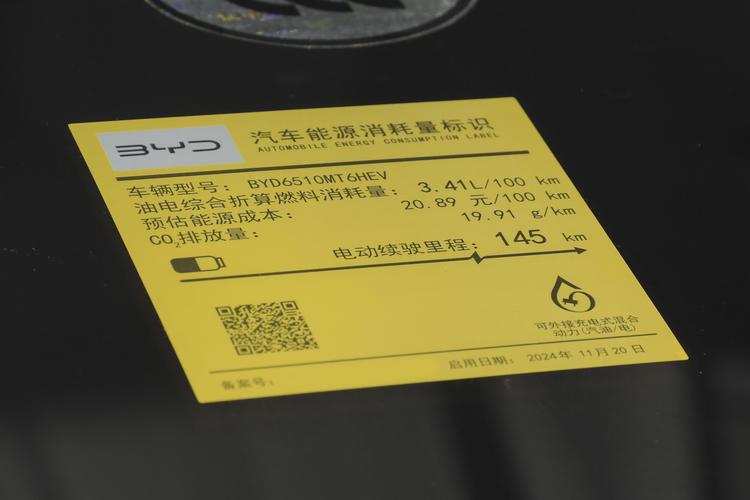 BYD
汽车能源消耗量标识
AUTOMOBILE ENERGY CONSUMPTION LABEL
车辆型号： BYD6510MT6HEV
油电综合折算燃料消耗量： 3.41L/100 km
预估能源成本： 20.89 元/100 km
CO₂排放量： 19.91 g/km
电动续驶里程： 145 km
可外接充电式混合
动力(汽油/电)
备案号：
启用日期： 2024年 11月 20 日